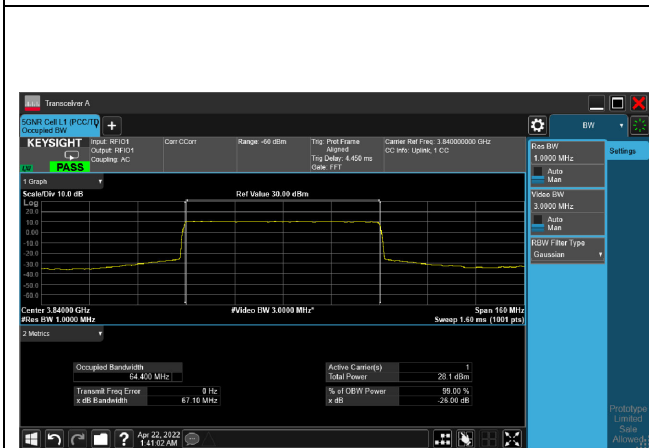 Transceiver A
5GNR Cell L1 (PCC/TD
Occupied BW
+
BW
KEYSIGHT
PASS
Input: RFIO1
Output: RFIO1
Coupling: AC
Corr CCorr
Range: -60 dBm
Trig: Prot Frame
Aligned
Trig Delay: 4.450 ms
Gate: FFT
Carrier Ref Freq: 3.840000000 GHz
CC Info: Uplink, 1 CC
Res BW
1.0000 MHz
Auto
Man
Settings
1 Graph
Scale/Div 10.0 dB
Ref Value 30.00 dBm
Log
20.0
10.0
0.00
-10.0
-20.0
-30.0
-40.0
-50.0
-60.0
Video BW
3.0000 MHz
Auto
Man
RBW Filter Type
Gaussian
Center 3.84000 GHz
#Video BW 3.0000 MHz*
Span 160 MHz
#Res BW 1.0000 MHz
Sweep 1.60 ms (1001 pts)
2 Metrics
Occupied Bandwidth
64.400 MHz
Active Carrier(s) 1
Total Power 28.1 dBm
Transmit Freq Error 0 Hz
x dB Bandwidth 67.10 MHz
% of OBW Power 99.00 %
x dB -26.00 dB
Prototype
Limited
Sale
Allowed
?
Apr 22, 2022
1:41:02 AM